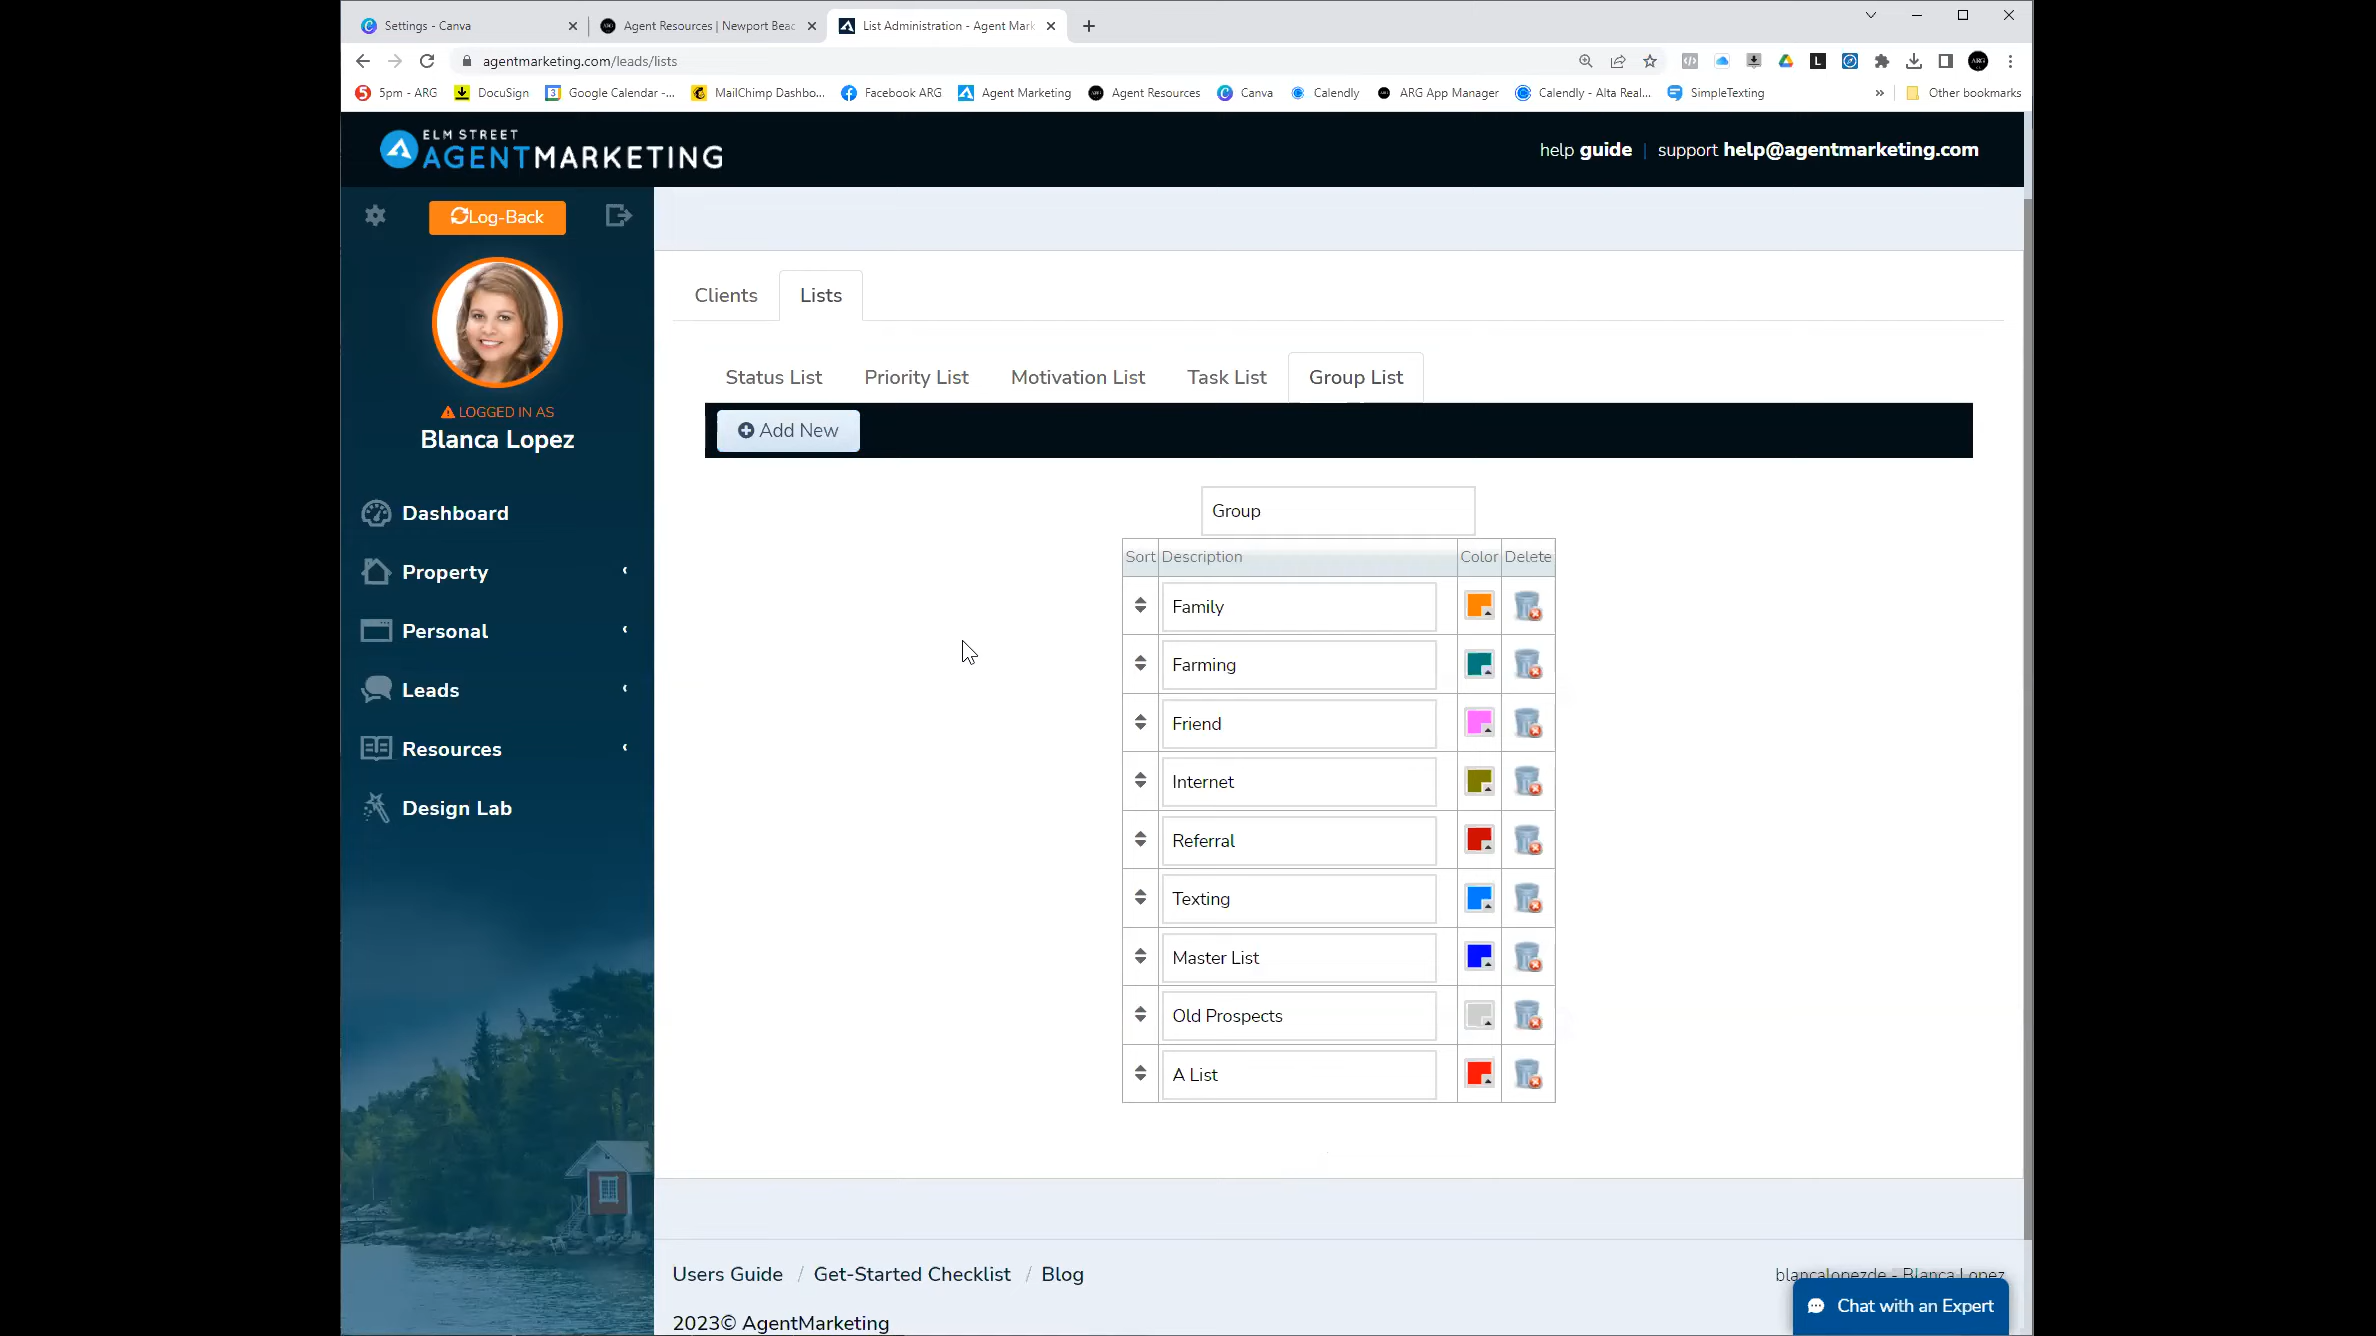 Settings - Canva
Agent Resources | Newport Beac
List Administration - Agent Mark
agentmarketing.com/leads/lists
5pm - ARG
DocuSign
Google Calendar -...
MailChimp Dashbo...
Facebook ARG
Agent Marketing
Agent Resources
Canva
Calendly
ARG App Manager
Calendly - Alta Real...
SimpleTexting
»
Other bookmarks
ELM STREET
AGENTMARKETING
help guide | support help@agentmarketing.com
Log-Back
LOGGED IN AS
Blanca Lopez
Dashboard
Property
Personal
Leads
Resources
Design Lab
Clients
Lists
Status List
Priority List
Motivation List
Task List
Group List
Add New
Group
Sort Description Color Delete
Family
Farming
Friend
Internet
Referral
Texting
Master List
Old Prospects
A List
Users Guide / Get-Started Checklist / Blog
blancalopezde - Blanca Lopez
2023© AgentMarketing
Chat with an Expert